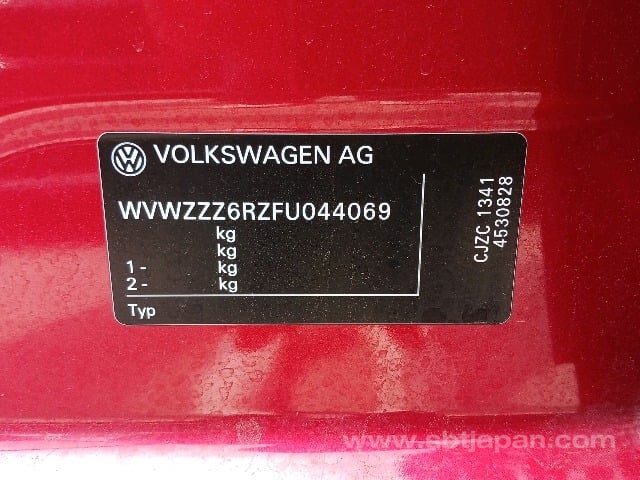 VOLKSWAGEN AG
WVWZZZ6RZFU044069
kg
kg
1 - kg
2 - kg
Typ
CJZC 1341
4530828
www.sbtjapan.com